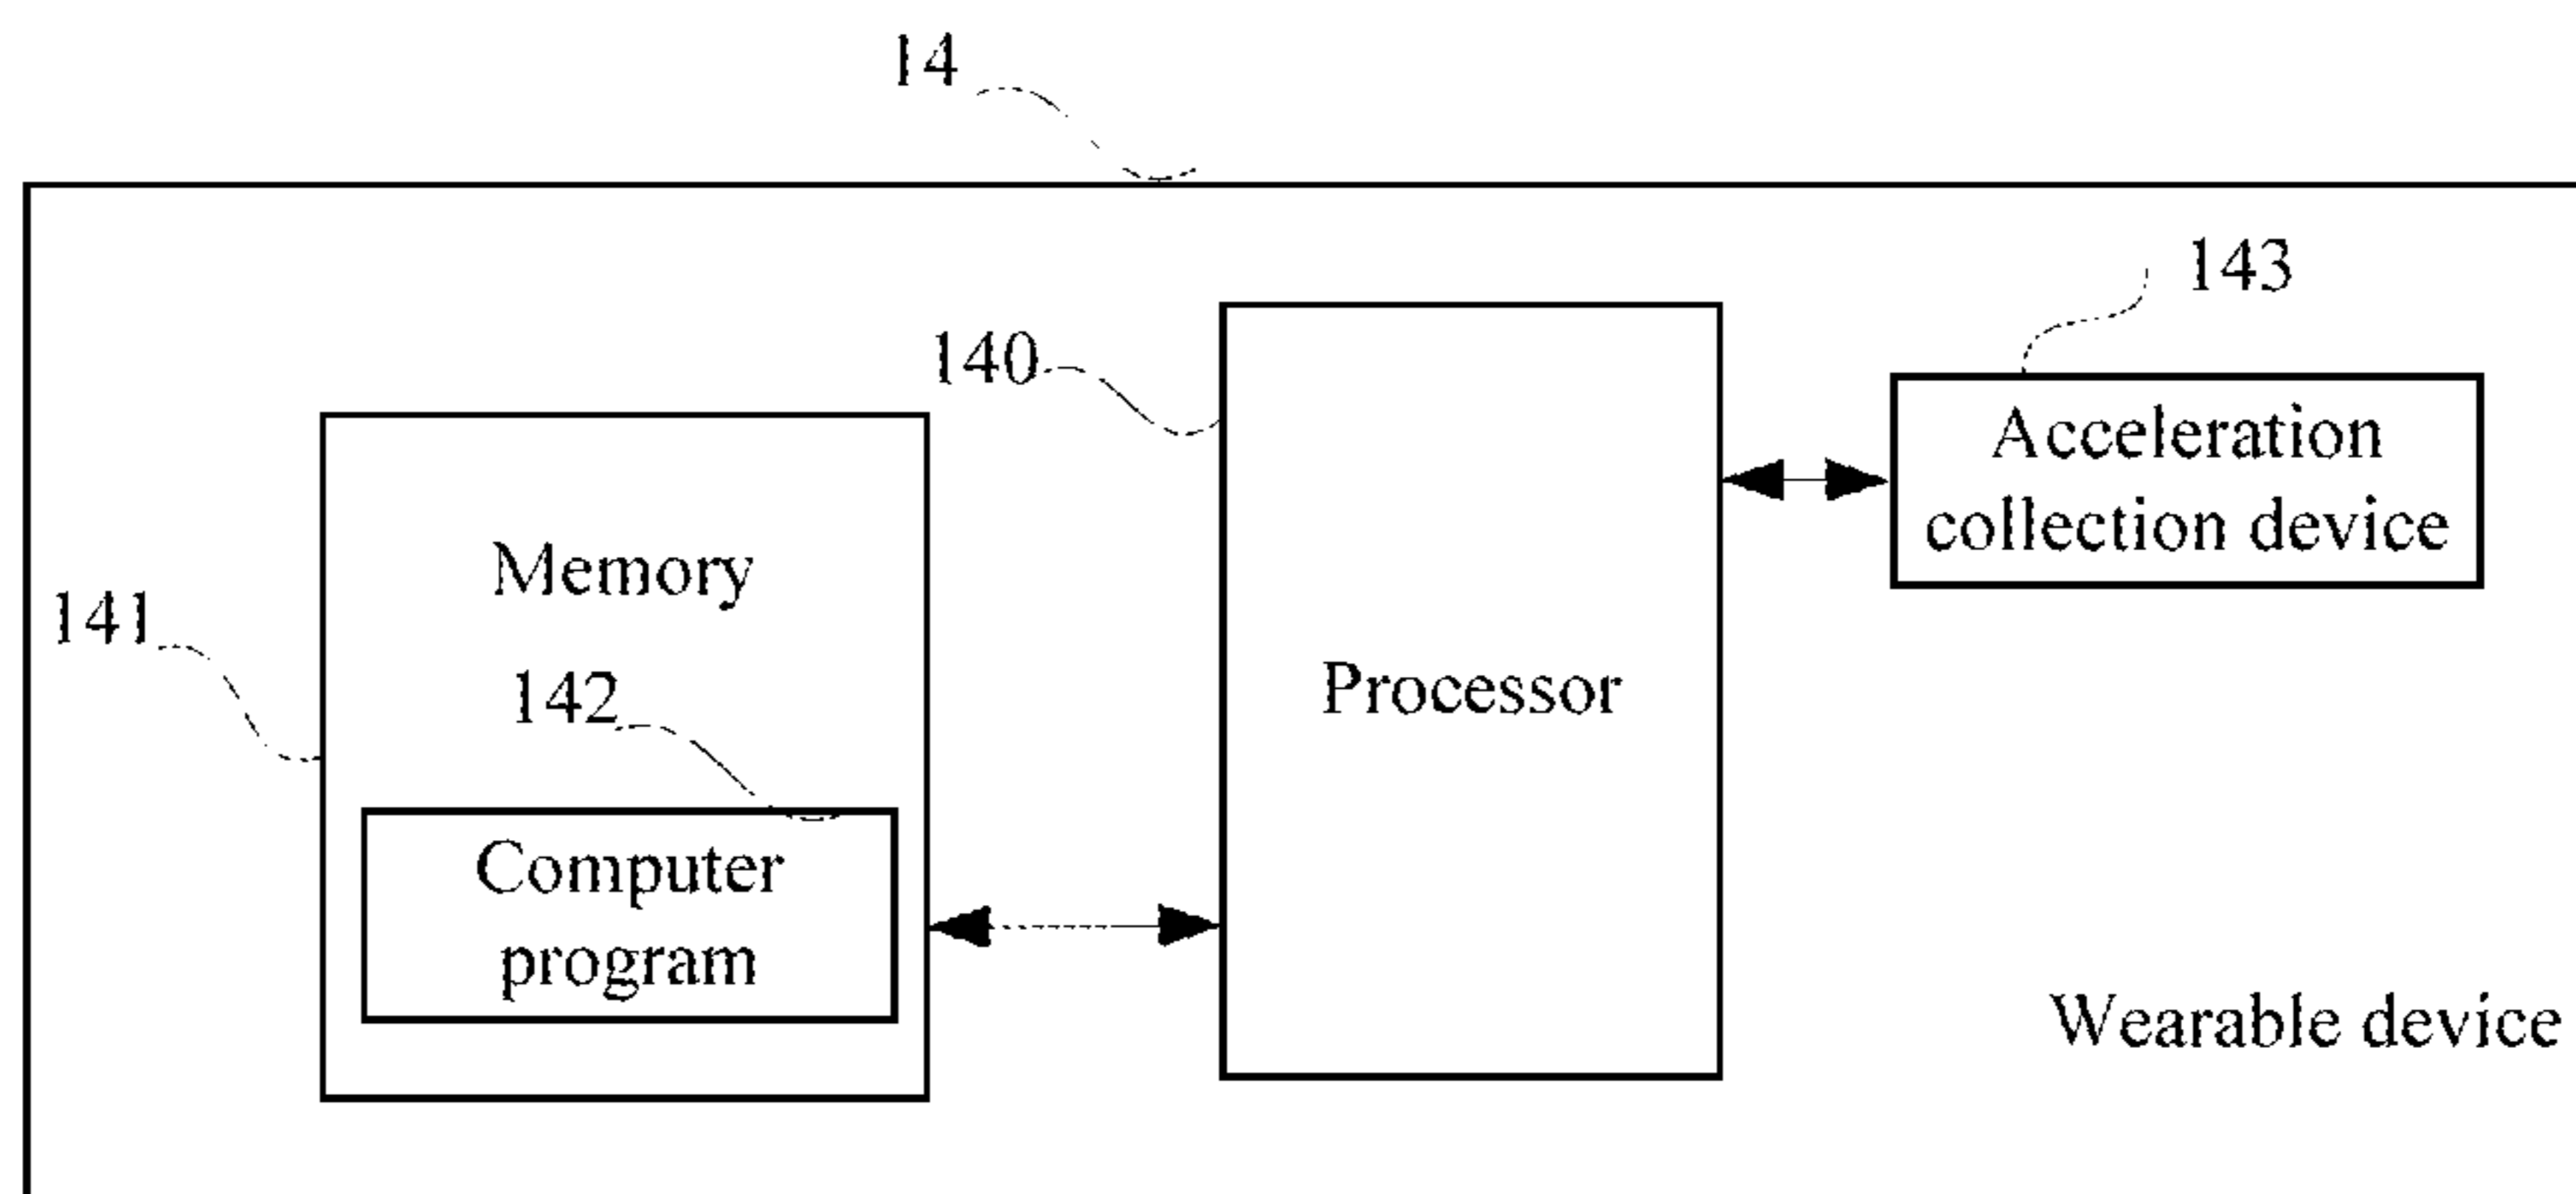 14
143
140
Acceleration
collection device
Memory
141
Processor
142
Computer
program
Wearable device